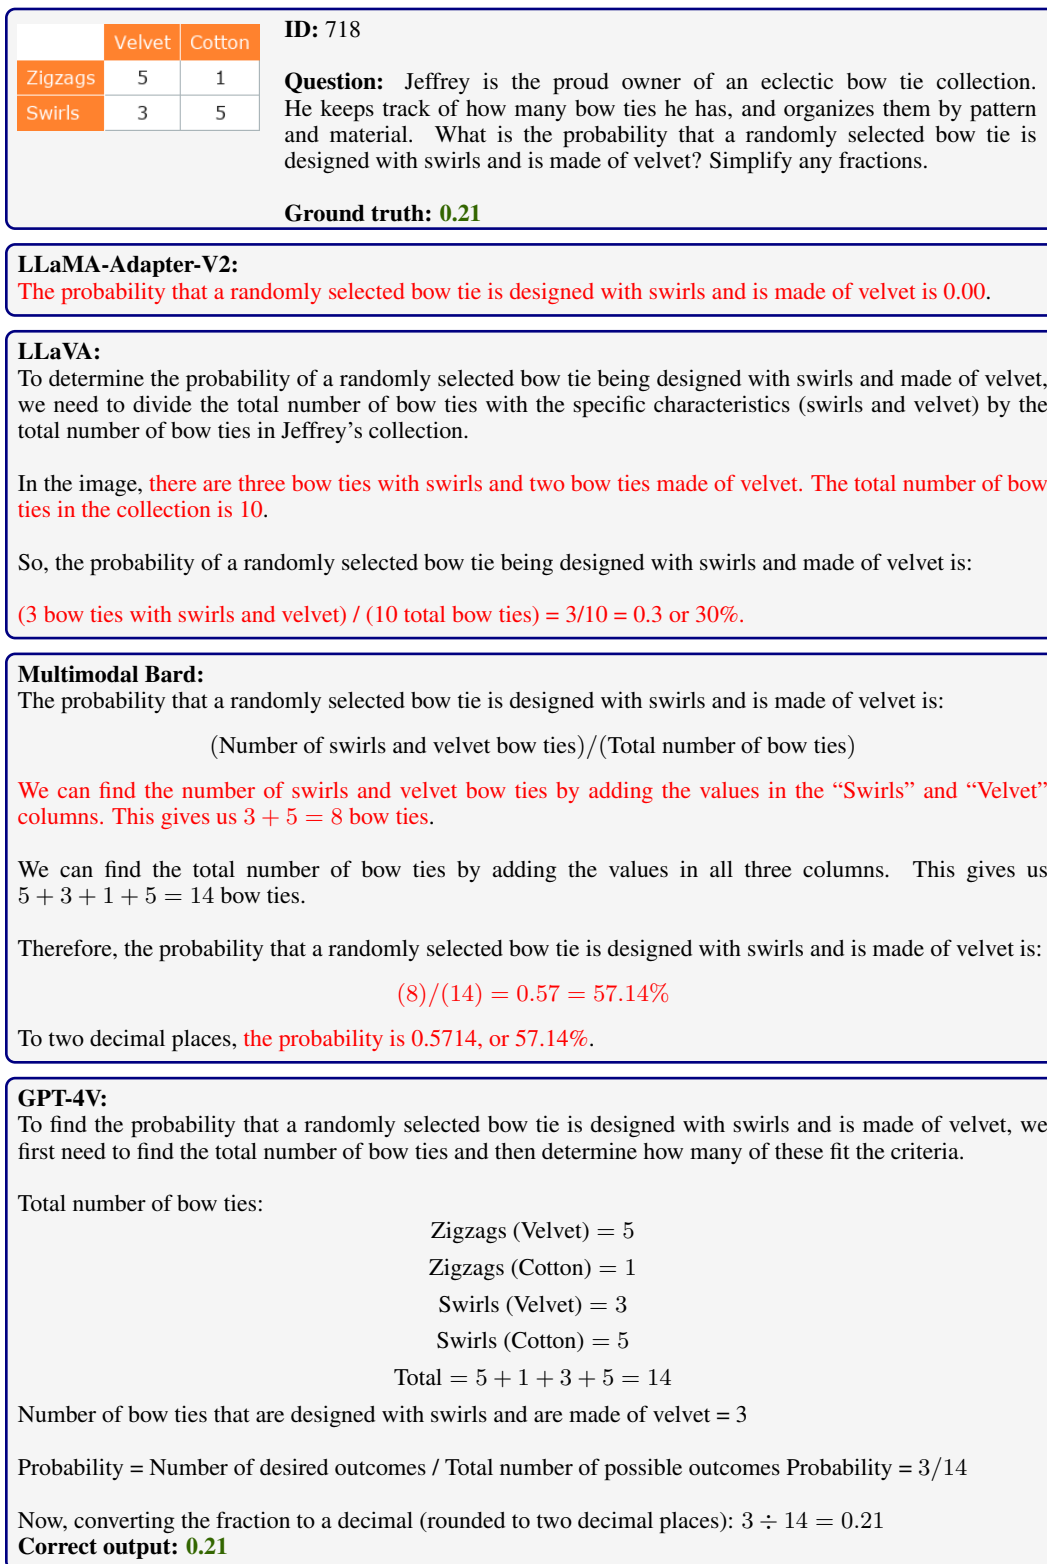 Velvet Cotton
Zigzags 5 1
Swirls 3 5
ID: 718
Question: Jeffrey is the proud owner of an eclectic bow tie collection.
He keeps track of how many bow ties he has, and organizes them by pattern
and material. What is the probability that a randomly selected bow tie is
designed with swirls and is made of velvet? Simplify any fractions.
Ground truth: 0.21
LLaMA-Adapter-V2:
The probability that a randomly selected bow tie is designed with swirls and is made of velvet is 0.00.
LLaVA:
To determine the probability of a randomly selected bow tie being designed with swirls and made of velvet,
we need to divide the total number of bow ties with the specific characteristics (swirls and velvet) by the
total number of bow ties in Jeffrey's collection.
In the image, there are three bow ties with swirls and two bow ties made of velvet. The total number of bow
ties in the collection is 10.
So, the probability of a randomly selected bow tie being designed with swirls and made of velvet is:
(3 bow ties with swirls and velvet) / (10 total bow ties) = 3/10 = 0.3 or 30%.
Multimodal Bard:
The probability that a randomly selected bow tie is designed with swirls and is made of velvet is:
(Number of swirls and velvet bow ties)/(Total number of bow ties)
We can find the number of swirls and velvet bow ties by adding the values in the “Swirls” and “Velvet”
columns. This gives us 3 + 5 = 8 bow ties.
We can find the total number of bow ties by adding the values in all three columns. This gives us
5 + 3 + 1 + 5 = 14 bow ties.
Therefore, the probability that a randomly selected bow tie is designed with swirls and is made of velvet is:
(8)/(14) = 0.57 = 57.14%
To two decimal places, the probability is 0.5714, or 57.14%.
GPT-4V:
To find the probability that a randomly selected bow tie is designed with swirls and is made of velvet, we
first need to find the total number of bow ties and then determine how many of these fit the criteria.
Total number of bow ties:
Zigzags (Velvet) = 5
Zigzags (Cotton) = 1
Swirls (Velvet) = 3
Swirls (Cotton) = 5
Total = 5 + 1 + 3 + 5 = 14
Number of bow ties that are designed with swirls and are made of velvet = 3
Probability = Number of desired outcomes / Total number of possible outcomes Probability = 3/14
Now, converting the fraction to a decimal (rounded to two decimal places): 3 ÷ 14 = 0.21
Correct output: 0.21